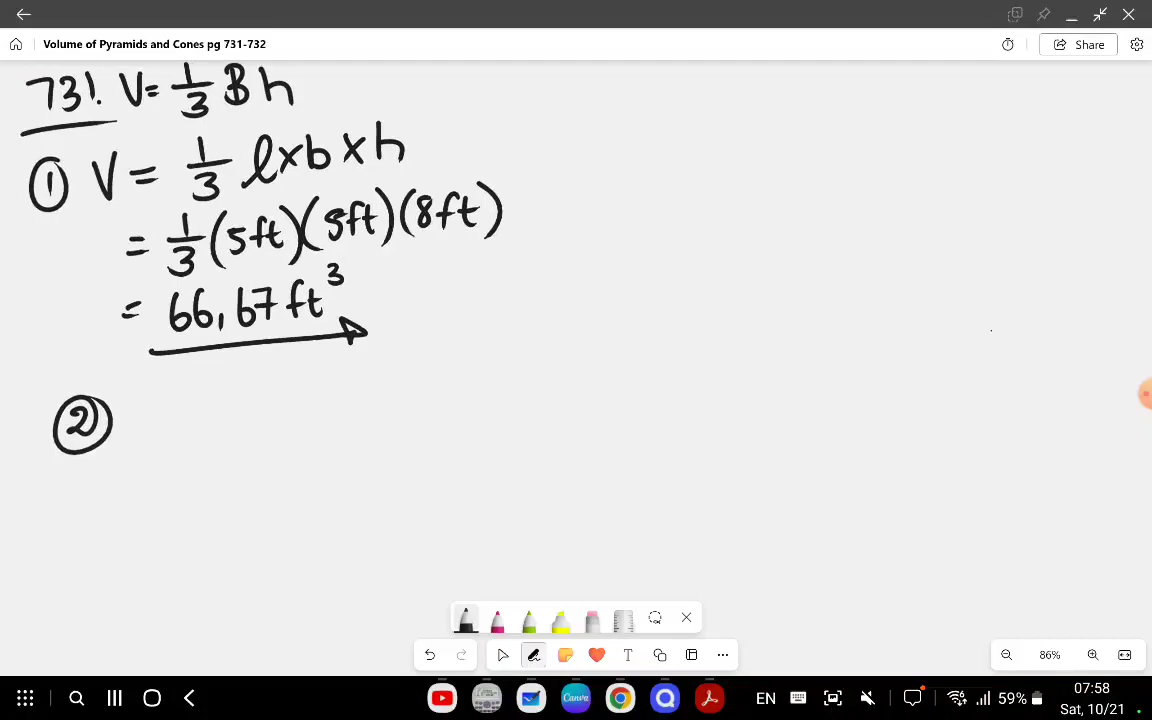 Volume of Pyramids and Cones pg 731-732
Share
731. V = 1/3 B h
① V = 1/3 l x b x h
= 1/3 (5ft)(5ft)(8ft)
= 66,67 ft³
②
T
86%
Canva
EN
59%
07:58
Sat, 10/21